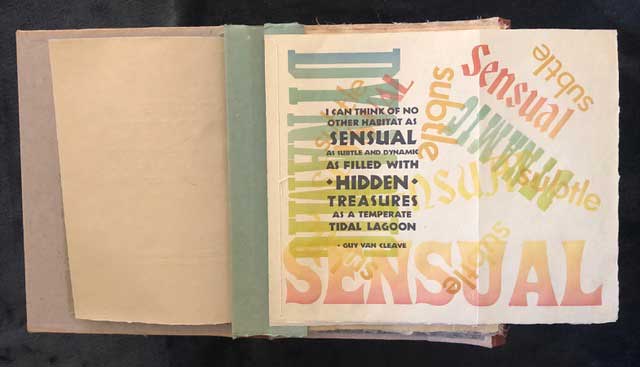 DYNAMIC
Sensual
subtle
subtle
DYNAMIC
subtle
I CAN THINK OF NO
OTHER HABITAT AS
SENSUAL
AS SUBTLE AND DYNAMIC
AS FILLED WITH
• HIDDEN •
TREASURES
AS A TEMPERATE
TIDAL LAGOON
- GUY VAN CLEAVE
Sensual
subtle
SENSUAL